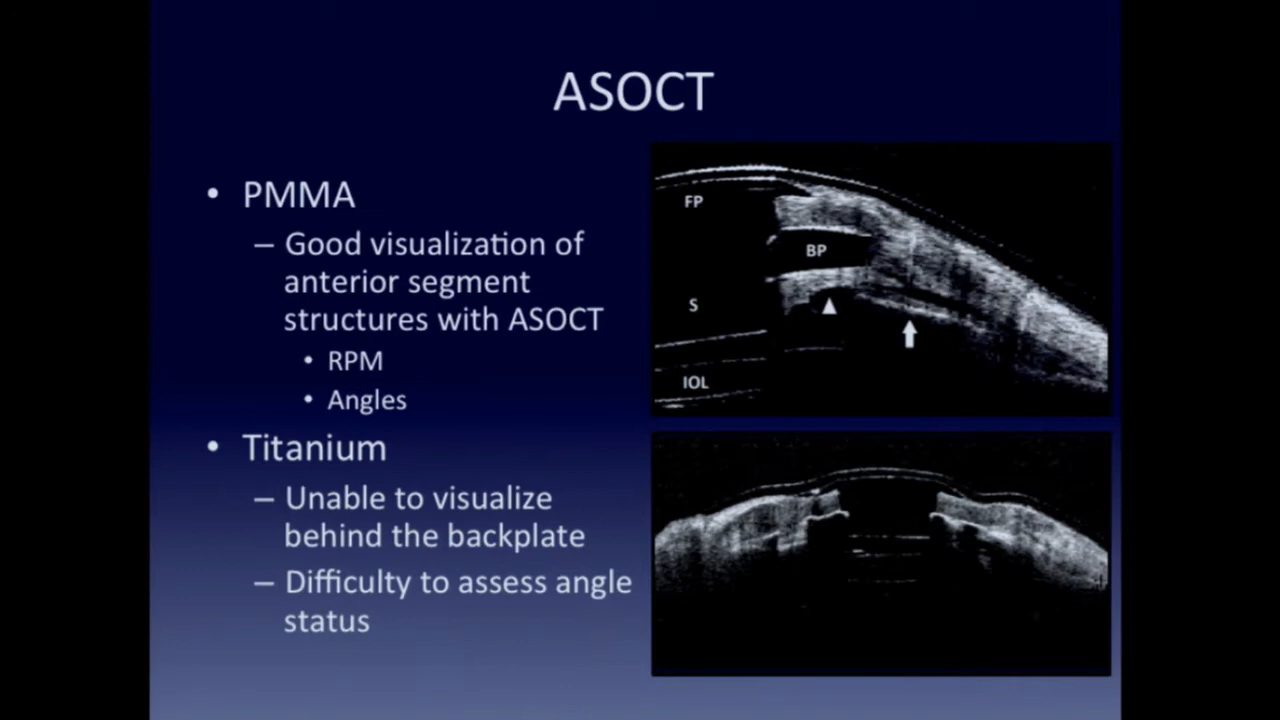 ASOCT
• PMMA
– Good visualization of
anterior segment
structures with ASOCT
• RPM
• Angles
• Titanium
– Unable to visualize
behind the backplate
– Difficulty to assess angle
status
FP
BP
S
IOL